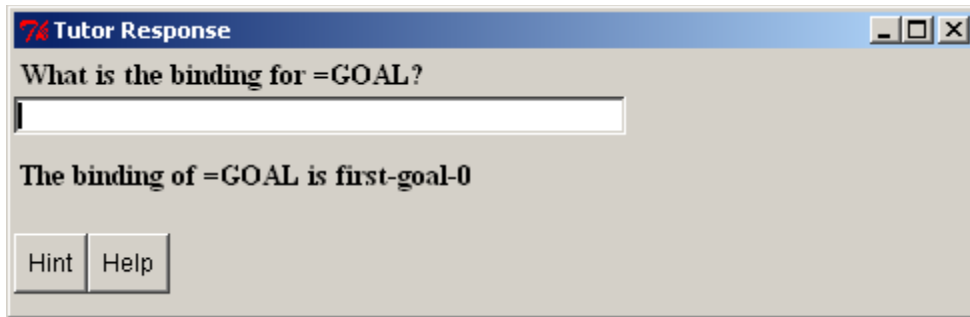 Tutor Response
What is the binding for =GOAL?
The binding of =GOAL is first-goal-0
Hint Help